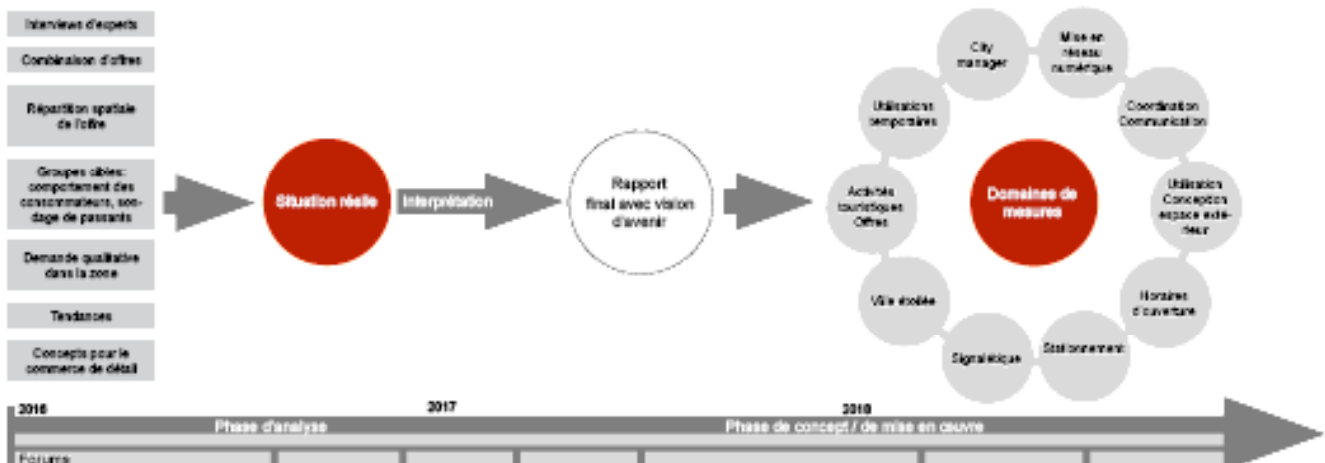 Interviews d'experts
Combinaison d'offres
Répartition spatiale
de l'offre
Groupes cibles:
comportement des
consommateurs, son-
dage de passants
Demande qualitative
dans la zone
Tendances
Concepts pour le
commerce de détail
Situation réelle
Interprétation
Rapport
final avec vision
d'avenir
Domaines de
mesures
City
manager
Mise en
réseau
numérique
Coordination
Communication
Utilisation
Conception
espace exté-
rieur
Horaires
d'ouverture
Stationnement
Signalétique
Ville étoilée
Activités
touristiques
Offres
Utilisations
temporaires
2016
2017
2018
Phase d'analyse
Phase de concept / de mise en œuvre
Forums